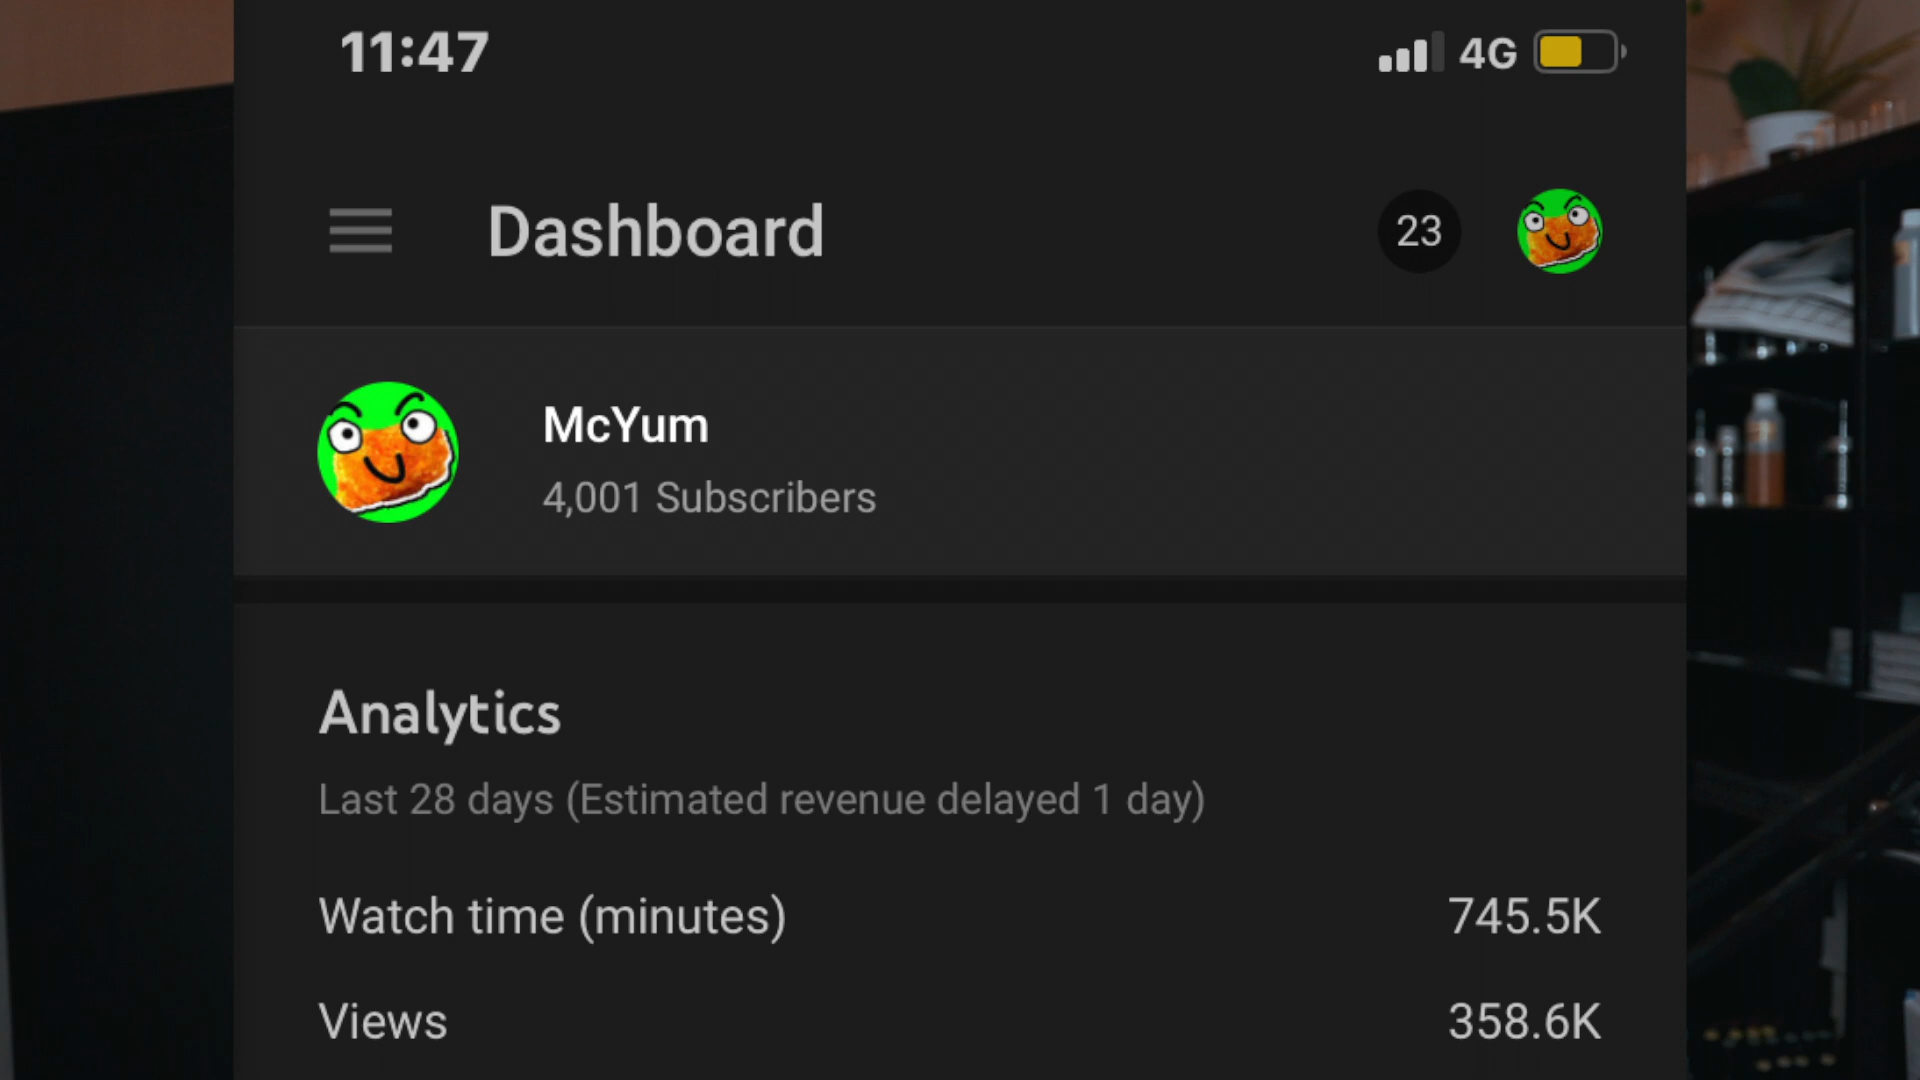 11:47 4G
Dashboard 23
McYum
4,001 Subscribers
Analytics
Last 28 days (Estimated revenue delayed 1 day)
Watch time (minutes) 745.5K
Views 358.6K